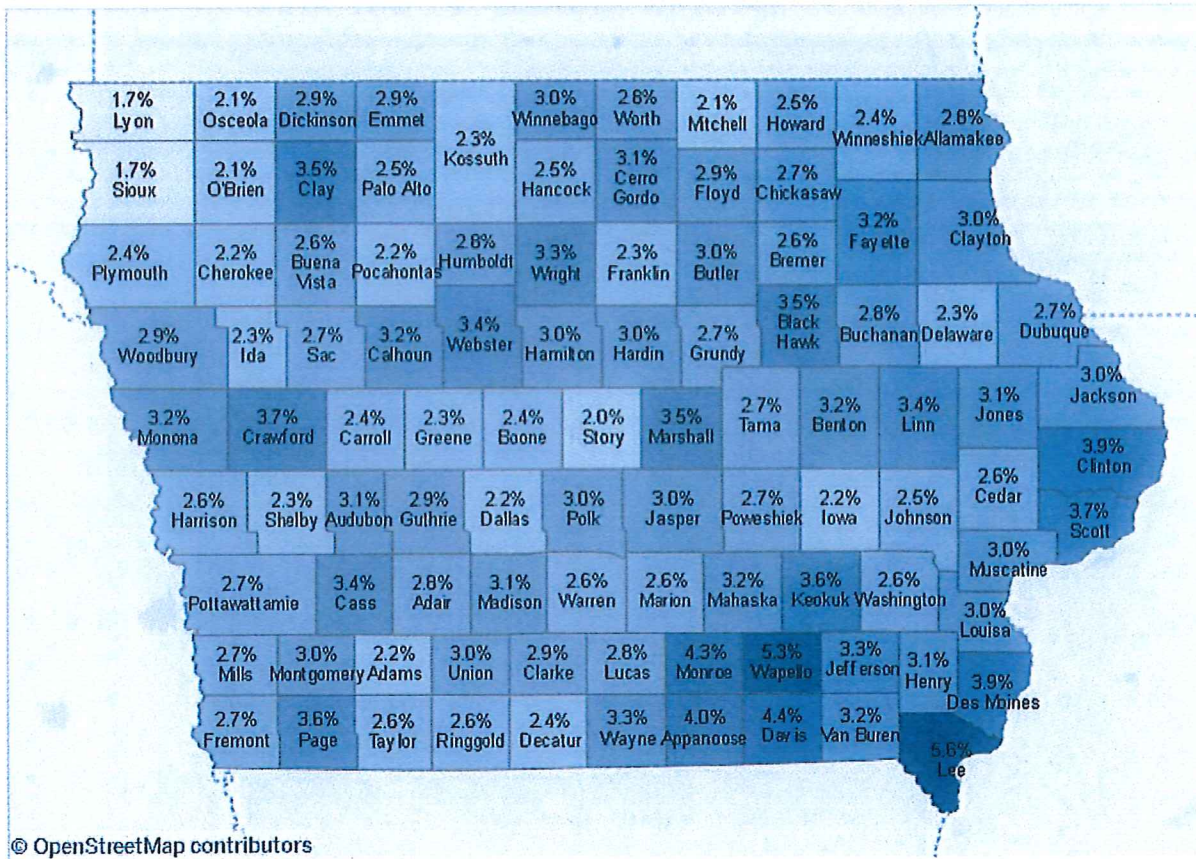 1.7%
Lyon
2.1%
Osceola
2.9%
Dickinson
2.9%
Emmet
2.3%
Kossuth
3.0%
Winnebago
2.8%
Worth
2.1%
Mitchell
2.5%
Howard
2.4%
Winneshiek
2.8%
Allamakee
1.7%
Sioux
2.1%
O'Brien
3.5%
Clay
2.5%
Palo Alto
2.5%
Hancock
3.1%
Cerro
Gordo
2.9%
Floyd
2.7%
Chickasaw
3.2%
Fayette
3.0%
Clayton
2.4%
Plymouth
2.2%
Cherokee
2.6%
Buena
Vista
2.2%
Pocahontas
2.8%
Humboldt
3.3%
Wright
2.3%
Franklin
3.0%
Butler
2.6%
Bremer
2.9%
Woodbury
2.3%
Ida
2.7%
Sac
3.2%
Calhoun
3.4%
Webster
3.0%
Hamilton
3.0%
Hardin
2.7%
Grundy
3.5%
Black
Hawk
2.8%
Buchanan
2.3%
Delaware
2.7%
Dubuque
3.2%
Monona
3.7%
Crawford
2.4%
Carroll
2.3%
Greene
2.4%
Boone
2.0%
Story
3.5%
Marshall
2.7%
Tama
3.2%
Benton
3.4%
Linn
3.1%
Jones
3.0%
Jackson
3.9%
Clinton
2.6%
Harrison
2.3%
Shelby
3.1%
Audubon
2.9%
Guthrie
2.2%
Dallas
3.0%
Polk
3.0%
Jasper
2.7%
Poweshiek
2.2%
Iowa
2.5%
Johnson
2.6%
Cedar
3.7%
Scott
3.0%
Muscatine
2.7%
Pottawattamie
3.4%
Cass
2.8%
Adair
3.1%
Madison
2.6%
Warren
2.6%
Marion
3.2%
Mahaska
3.6%
Keokuk
2.6%
Washington
3.0%
Louisa
2.7%
Mills
3.0%
Montgomery
2.2%
Adams
3.0%
Union
2.9%
Clarke
2.8%
Lucas
4.3%
Monroe
5.3%
Wapello
3.3%
Jefferson
3.1%
Henry
3.9%
Des Moines
2.7%
Fremont
3.6%
Page
2.6%
Taylor
2.6%
Ringgold
2.4%
Decatur
3.3%
Wayne
4.0%
Appanoose
4.4%
Davis
3.2%
Van Buren
5.6%
Lee
© OpenStreetMap contributors